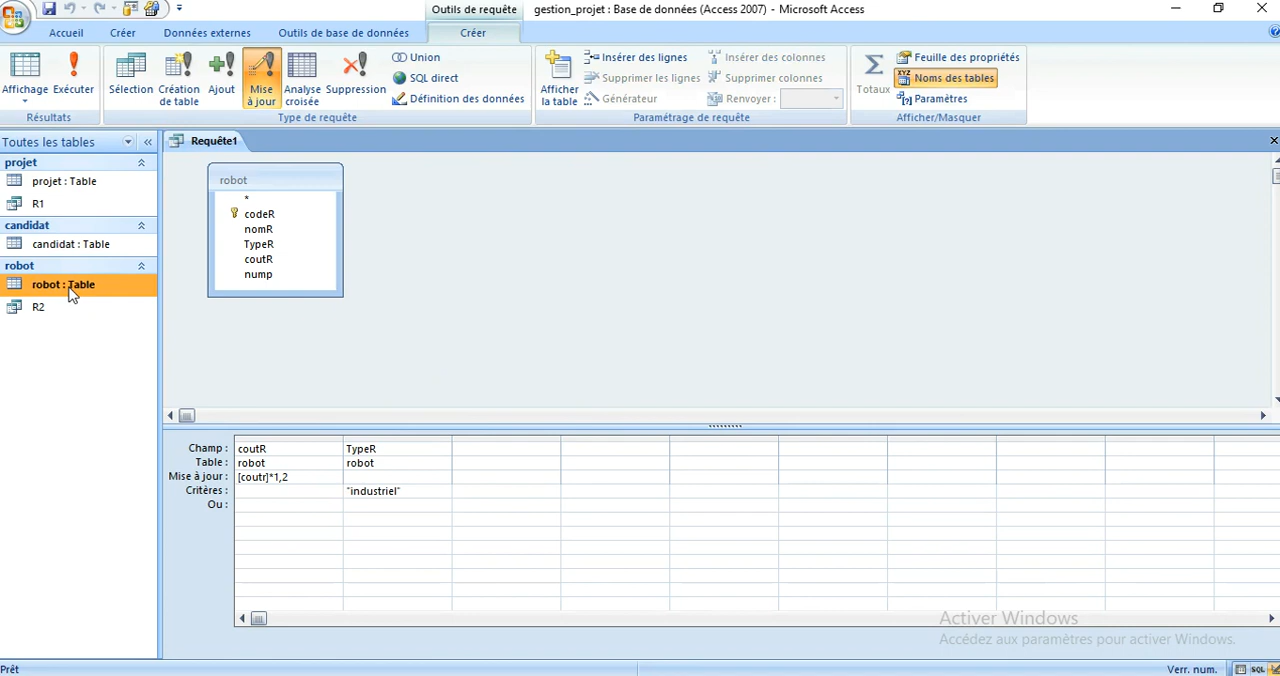 Outils de requête
gestion_projet : Base de données (Access 2007) - Microsoft Access
Accueil
Créer
Données externes
Outils de base de données
Créer
Affichage
Exécuter
Résultats
Sélection
Création de table
Ajout
Mise à jour
Analyse croisée
Suppression
Union
SQL direct
Définition des données
Type de requête
Afficher la table
Insérer des lignes
Supprimer les lignes
Générateur
Insérer des colonnes
Supprimer colonnes
Renvoyer :
Paramétrage de requête
Totaux
Feuille des propriétés
Noms des tables
Paramètres
Afficher/Masquer
Toutes les tables
projet
projet : Table
R1
candidat
candidat : Table
robot
robot : Table
R2
Requête1
robot
*
codeR
nomR
TypeR
coutR
nump
Champ : coutR TypeR
Table : robot robot
Mise à jour : [coutr]*1,2
Critères : "industriel"
Ou :
Activer Windows
Accédez aux paramètres pour activer Windows.
Prêt
Verr. num.
SQL